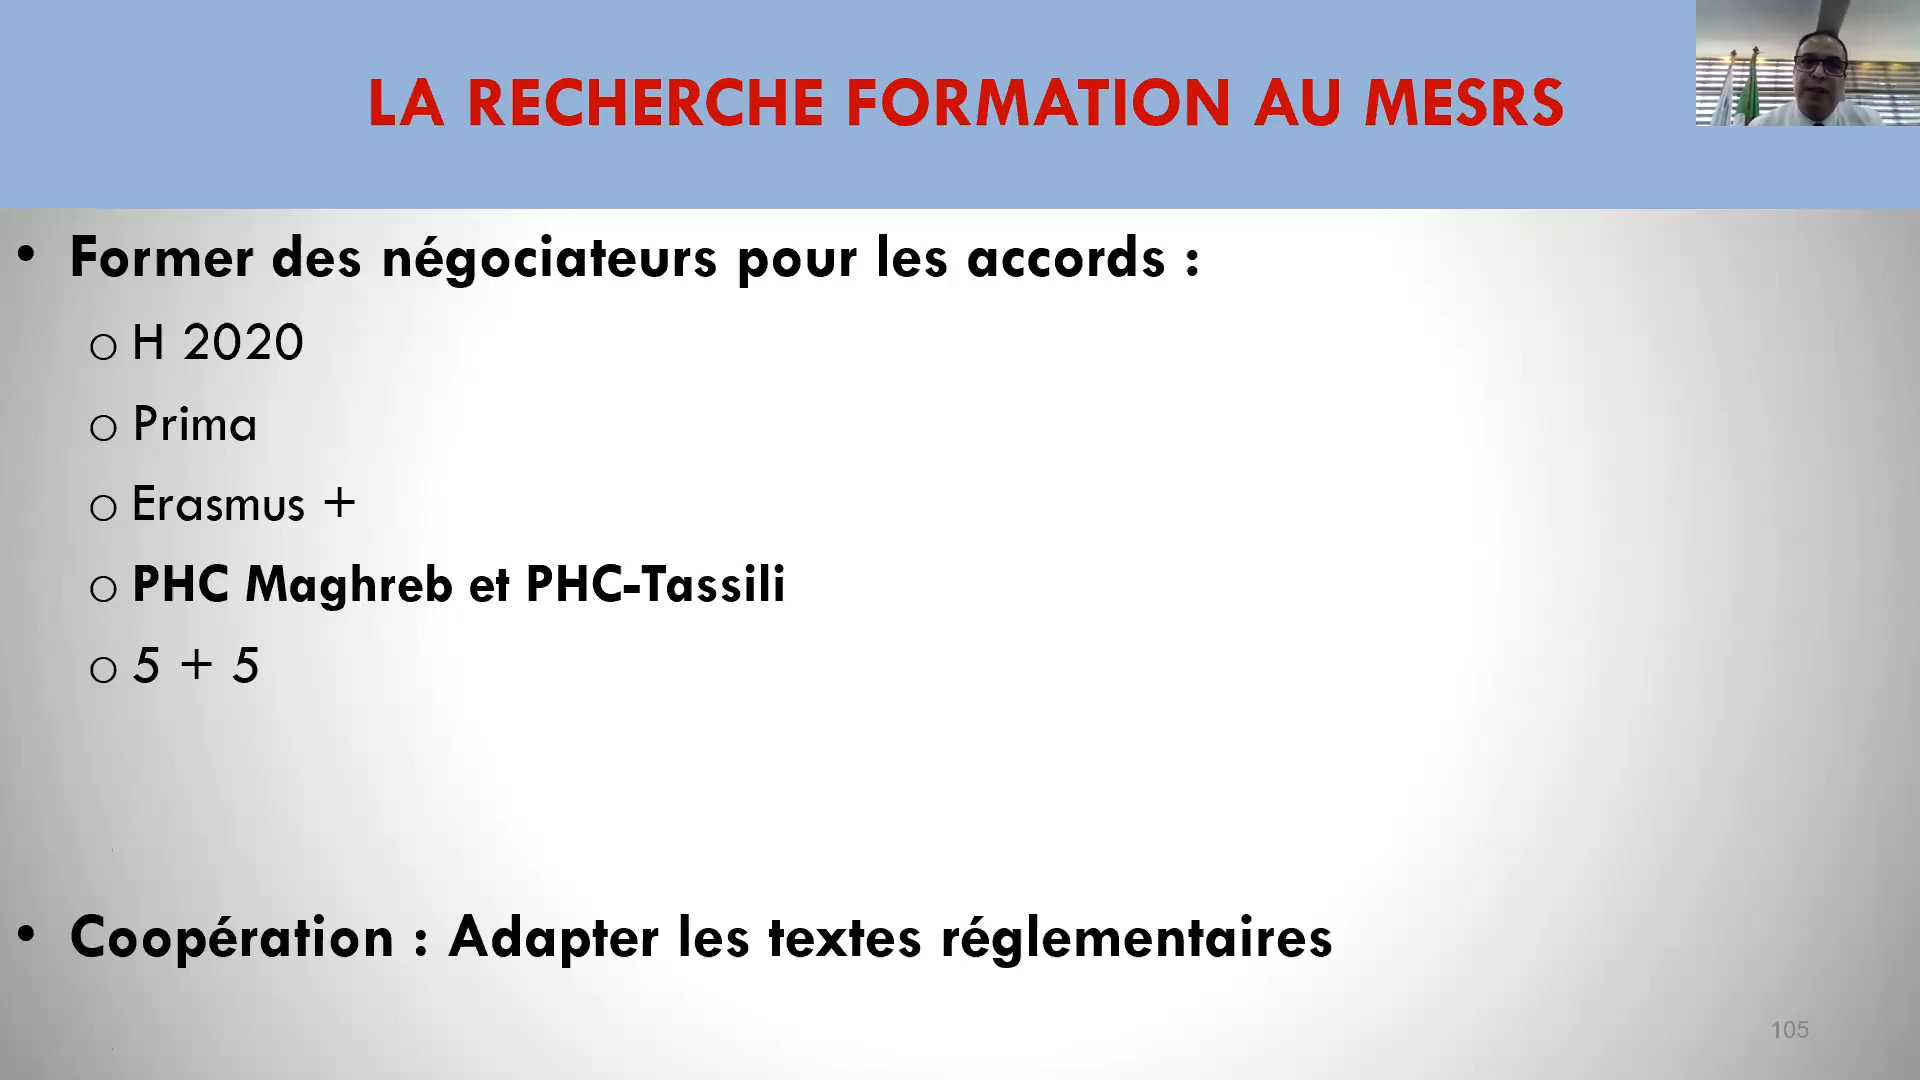 LA RECHERCHE FORMATION AU MESRS
• Former des négociateurs pour les accords :
o H 2020
o Prima
o Erasmus +
o PHC Maghreb et PHC-Tassili
o 5 + 5
• Coopération : Adapter les textes réglementaires
105